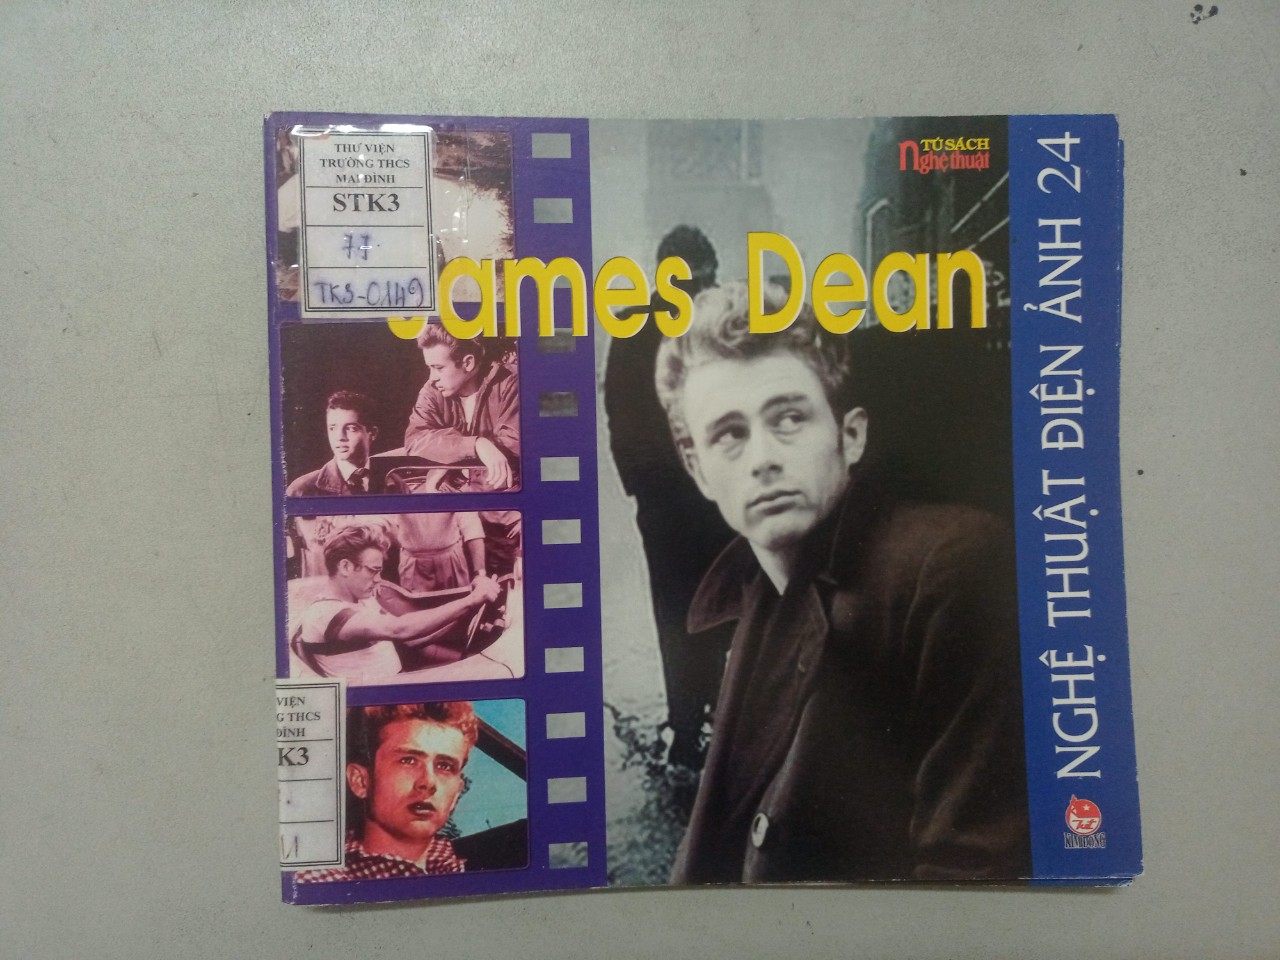 THƯ VIỆN
TRƯỜNG THCS
MAI ĐÌNH
STK3
77.
TK3-0149
TỦ SÁCH
nghệ thuật
James Dean
NGHỆ THUẬT ĐIỆN ẢNH 24
VIỆN
G THCS
ĐÌNH
K3
KIM ĐỒNG